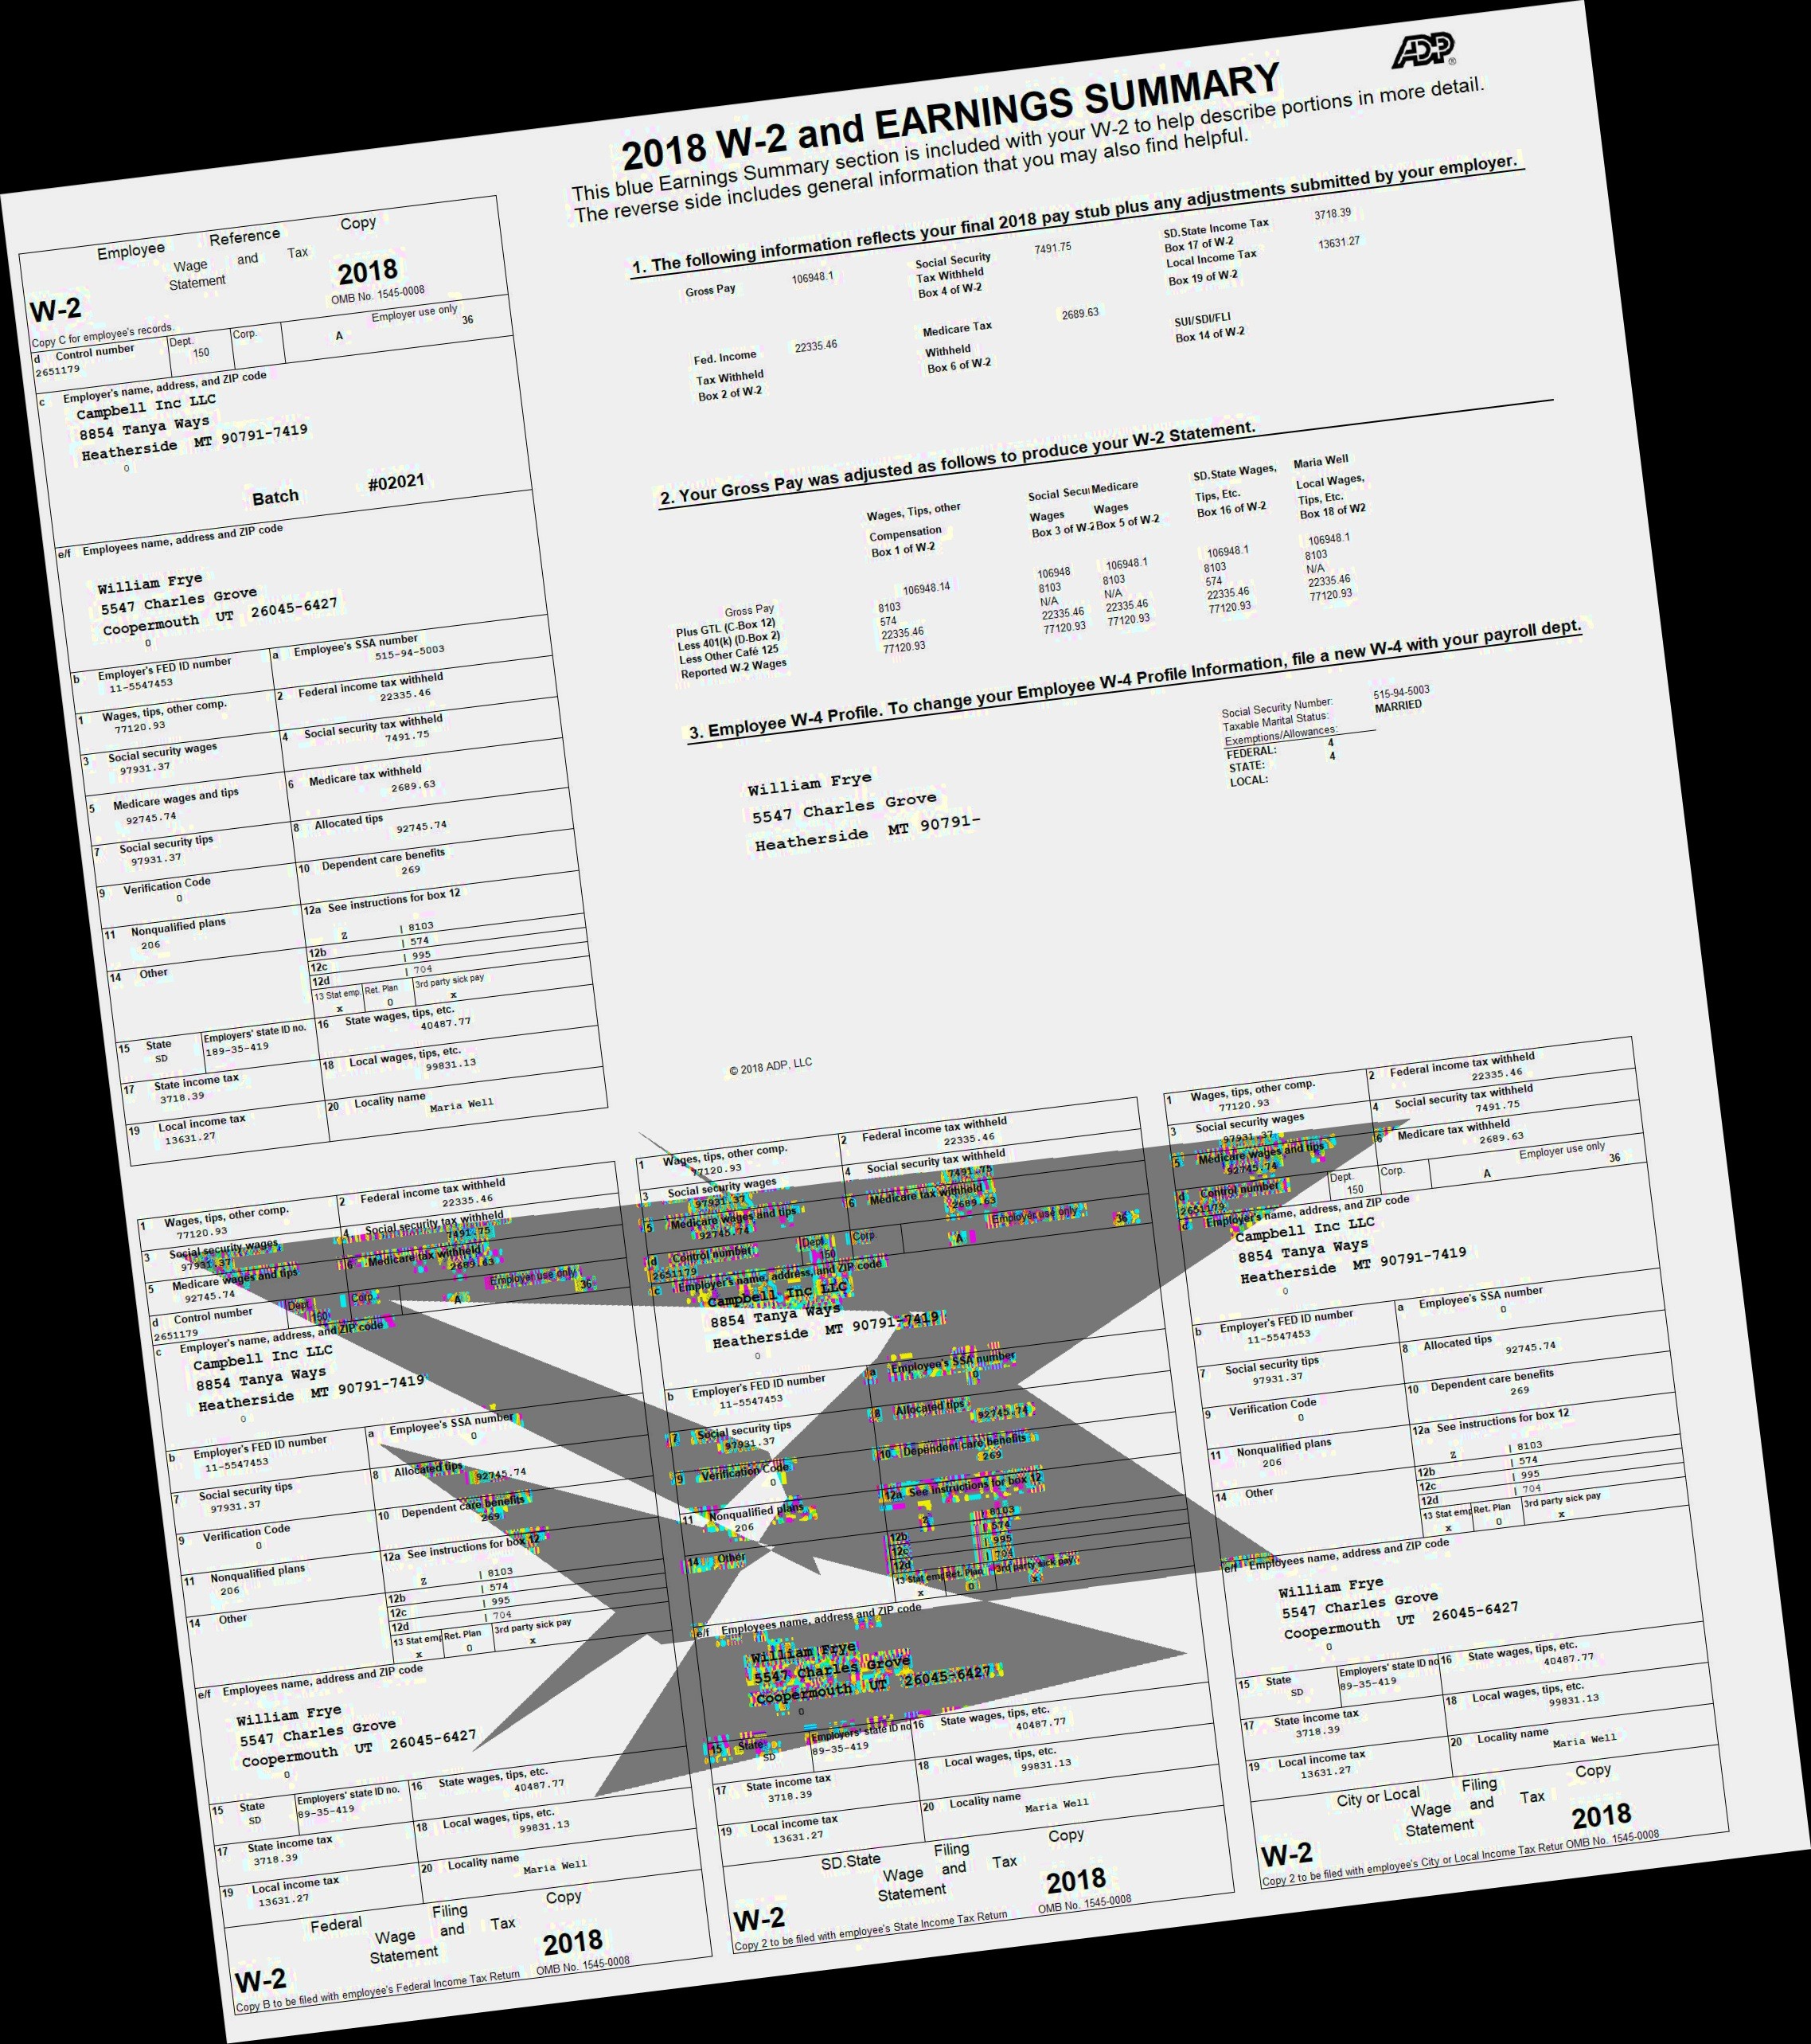 ADP®
2018 W-2 and EARNINGS SUMMARY
This blue Earnings Summary section is included with your W-2 to help describe portions in more detail.
The reverse side includes general information that you may also find helpful.
Employee Reference Copy
Wage and Tax
Statement
2018
W-2
OMB No. 1545-0008
Copy C for employee's records.
d Control number Dept. Corp. Employer use only
2651179 150 A 36
c Employer's name, address, and ZIP code
Campbell Inc LLC
8854 Tanya Ways
Heatherside MT 90791-7419
0
Batch #02021
e/f Employees name, address and ZIP code
William Frye
5547 Charles Grove
Coopermouth UT 26045-6427
0
b Employer's FED ID number a Employee's SSA number
11-5547453 515-94-5003
1 Wages, tips, other comp. 2 Federal income tax withheld
77120.93 22335.46
3 Social security wages 4 Social security tax withheld
97931.37 7491.75
5 Medicare wages and tips 6 Medicare tax withheld
92745.74 2689.63
7 Social security tips 8 Allocated tips
97931.37 92745.74
9 Verification Code 10 Dependent care benefits
0 269
11 Nonqualified plans 12a See instructions for box 12
206 Z | 8103
14 Other 12b | 574
12c | 995
12d | 704
13 Stat emp. Ret. Plan 3rd party sick pay
x 0 x
15 State Employers' state ID no. 16 State wages, tips, etc.
SD 189-35-419 40487.77
17 State income tax 18 Local wages, tips, etc.
3718.39 99831.13
19 Local income tax 20 Locality name
13631.27 Maria Well
1. The following information reflects your final 2018 pay stub plus any adjustments submitted by your employer.
Gross Pay 106948.1
Social Security
Tax Withheld
Box 4 of W-2
7491.75
SD.State Income Tax
Box 17 of W-2
3718.39
Local Income Tax
Box 19 of W-2
13631.27
Fed. Income
Tax Withheld
Box 2 of W-2
22335.46
Medicare Tax
Withheld
Box 6 of W-2
2689.63
SUI/SDI/FLI
Box 14 of W-2
2. Your Gross Pay was adjusted as follows to produce your W-2 Statement.
Wages, Tips, other
Compensation
Box 1 of W-2
Social Secu
Wages
Box 3 of W-2
Medicare
Wages
Box 5 of W-2
SD.State Wages,
Tips, Etc.
Box 16 of W-2
Maria Well
Local Wages,
Tips, Etc.
Box 18 of W2
Gross Pay 106948.14 106948 106948.1 106948.1 106948.1
Plus GTL (C-Box 12) 8103 8103 8103 8103 8103
Less 401(k) (D-Box 2) 574 N/A N/A 574 N/A
Less Other Café 125 22335.46 22335.46 22335.46 22335.46 22335.46
Reported W-2 Wages 77120.93 77120.93 77120.93 77120.93 77120.93
3. Employee W-4 Profile. To change your Employee W-4 Profile Information, file a new W-4 with your payroll dept.
William Frye
5547 Charles Grove
Heatherside MT 90791-
Social Security Number: 515-94-5003
Taxable Marital Status: MARRIED
Exemptions/Allowances:
FEDERAL: 4
STATE: 4
LOCAL:
© 2018 ADP, LLC
1 Wages, tips, other comp. 2 Federal income tax withheld
77120.93 22335.46
3 Social security wages 4 Social security tax withheld
97931.37 7491.75
5 Medicare wages and tips 6 Medicare tax withheld
92745.74 2689.63
d Control number Dept. Corp. Employer use only
2651179 150 A 36
c Employer's name, address, and ZIP code
Campbell Inc LLC
8854 Tanya Ways
Heatherside MT 90791-7419
0
b Employer's FED ID number a Employee's SSA number
11-5547453 0
7 Social security tips 8 Allocated tips
97931.37 92745.74
9 Verification Code 10 Dependent care benefits
0 269
11 Nonqualified plans 12a See instructions for box 12
206 Z | 8103
14 Other 12b | 574
12c | 995
12d | 704
13 Stat emp Ret. Plan 3rd party sick pay
x 0 x
e/f Employees name, address and ZIP code
William Frye
5547 Charles Grove
Coopermouth UT 26045-6427
0
15 State Employers' state ID no. 16 State wages, tips, etc.
SD 89-35-419 40487.77
17 State income tax 18 Local wages, tips, etc.
3718.39 99831.13
19 Local income tax 20 Locality name
13631.27 Maria Well
Federal Filing Copy
Wage and Tax
Statement
2018
W-2
OMB No. 1545-0008
Copy B to be filed with employee's Federal Income Tax Return
1 Wages, tips, other comp. 2 Federal income tax withheld
77120.93 22335.46
3 Social security wages 4 Social security tax withheld
97931.37 7491.75
5 Medicare wages and tips 6 Medicare tax withheld
92745.74 2689.63
d Control number Dept. Corp. Employer use only
2651179 150 A 36
c Employer's name, address, and ZIP code
Campbell Inc LLC
8854 Tanya Ways
Heatherside MT 90791-7419
0
b Employer's FED ID number a Employee's SSA number
11-5547453 0
7 Social security tips 8 Allocated tips
97931.37 92745.74
9 Verification Code 10 Dependent care benefits
0 269
11 Nonqualified plans 12a See instructions for box 12
206 Z | 8103
14 Other 12b | 574
12c | 995
12d | 704
13 Stat emp Ret. Plan 3rd party sick pay
x 0 x
e/f Employees name, address and ZIP code
William Frye
5547 Charles Grove
Coopermouth UT 26045-6427
0
15 State Employers' state ID no 16 State wages, tips, etc.
SD 89-35-419 40487.77
17 State income tax 18 Local wages, tips, etc.
3718.39 99831.13
19 Local income tax 20 Locality name
13631.27 Maria Well
SD.State Filing Copy
Wage and Tax
Statement
2018
W-2
OMB No. 1545-0008
Copy 2 to be filed with employee's State Income Tax Return
1 Wages, tips, other comp. 2 Federal income tax withheld
77120.93 22335.46
3 Social security wages 4 Social security tax withheld
97931.37 7491.75
5 Medicare wages and tips 6 Medicare tax withheld
92745.74 2689.63
d Control number Dept. Corp. Employer use only
2651179 150 A 36
c Employer's name, address, and ZIP code
Campbell Inc LLC
8854 Tanya Ways
Heatherside MT 90791-7419
0
b Employer's FED ID number a Employee's SSA number
11-5547453 0
7 Social security tips 8 Allocated tips
97931.37 92745.74
9 Verification Code 10 Dependent care benefits
0 269
11 Nonqualified plans 12a See instructions for box 12
206 Z | 8103
14 Other 12b | 574
12c | 995
12d | 704
13 Stat emp Ret. Plan 3rd party sick pay
x 0 x
e/f Employees name, address and ZIP code
William Frye
5547 Charles Grove
Coopermouth UT 26045-6427
0
15 State Employers' state ID no 16 State wages, tips, etc.
SD 89-35-419 40487.77
17 State income tax 18 Local wages, tips, etc.
3718.39 99831.13
19 Local income tax 20 Locality name
13631.27 Maria Well
City or Local Filing Copy
Wage and Tax
Statement
2018
W-2
Copy 2 to be filed with employee's City or Local Income Tax Retur OMB No. 1545-0008